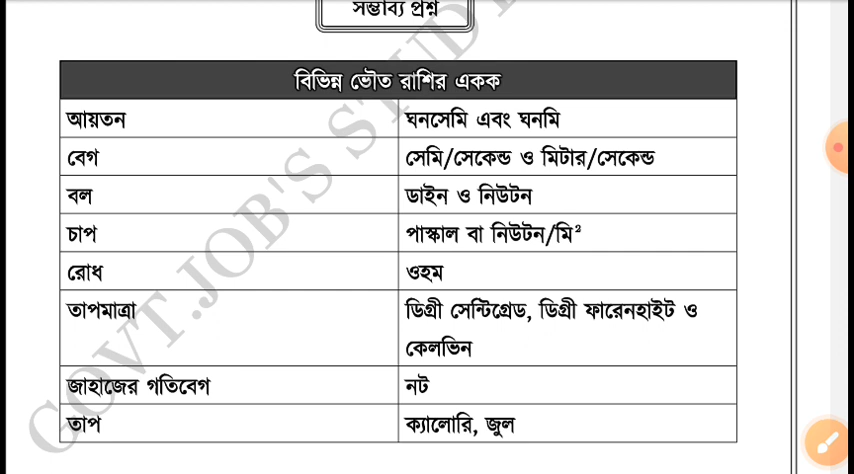 সম্ভাব্য প্রশ্ন
বিভিন্ন ভৌত রাশির একক
আয়তন ঘনসেমি এবং ঘনমি
বেগ সেমি/সেকেন্ড ও মিটার/সেকেন্ড
বল ডাইন ও নিউটন
চাপ পাস্কাল বা নিউটন/মি²
রোধ ওহম
তাপমাত্রা ডিগ্রী সেন্টিগ্রেড, ডিগ্রী ফারেনহাইট ও
কেলভিন
জাহাজের গতিবেগ নট
তাপ ক্যালোরি, জুল
GOVT.JOB'S STUD